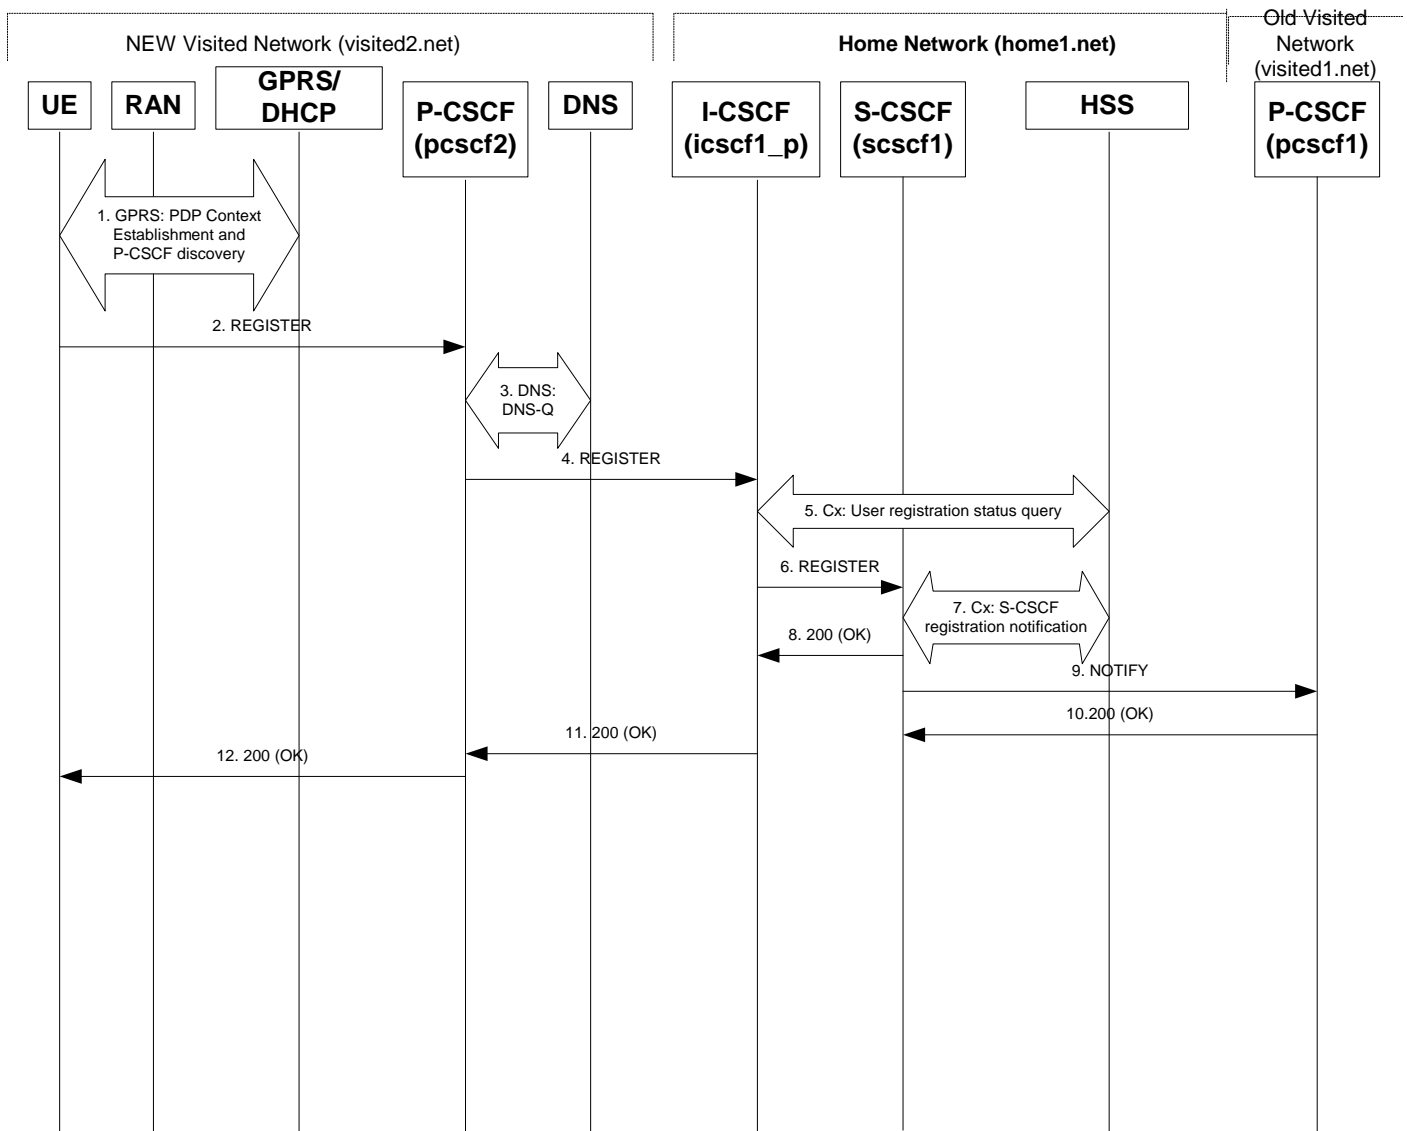 NEW Visited Network (visited2.net)
Home Network (home1.net)
Old Visited
Network
(visited1.net)
UE
RAN
GPRS/
DHCP
P-CSCF
(pcscf2)
DNS
I-CSCF
(icscf1_p)
S-CSCF
(scscf1)
HSS
P-CSCF
(pcscf1)
1. GPRS: PDP Context
Establishment and
P-CSCF discovery
2. REGISTER
3. DNS:
DNS-Q
4. REGISTER
5. Cx: User registration status query
6. REGISTER
7. Cx: S-CSCF
registration notification
8. 200 (OK)
9. NOTIFY
10.200 (OK)
11. 200 (OK)
12. 200 (OK)